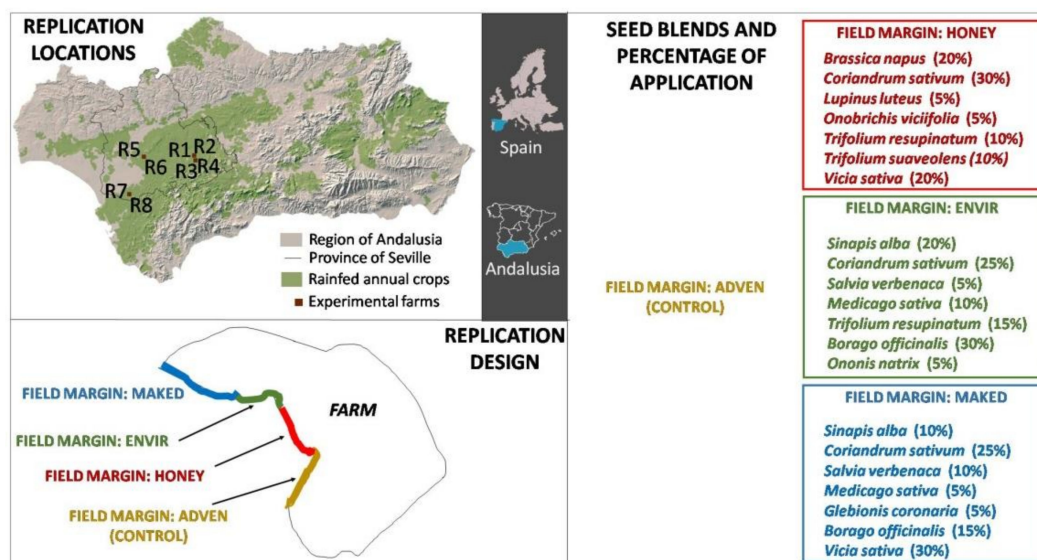 REPLICATION
LOCATIONS
R5
R6
R1
R2
R3
R4
R7
R8
Region of Andalusia
Province of Seville
Rainfed annual crops
Experimental farms
Spain
Andalusia
REPLICATION
DESIGN
FIELD MARGIN: MAKED
FIELD MARGIN: ENVIR
FIELD MARGIN: HONEY
FIELD MARGIN: ADVEN
(CONTROL)
FARM
SEED BLENDS AND
PERCENTAGE OF
APPLICATION
FIELD MARGIN: ADVEN
(CONTROL)
FIELD MARGIN: HONEY
Brassica napus (20%)
Coriandrum sativum (30%)
Lupinus luteus (5%)
Onobrichis viciifolia (5%)
Trifolium resupinatum (10%)
Trifolium suaveolens (10%)
Vicia sativa (20%)
FIELD MARGIN: ENVIR
Sinapis alba (20%)
Coriandrum sativum (25%)
Salvia verbenaca (5%)
Medicago sativa (10%)
Trifolium resupinatum (15%)
Borago officinalis (30%)
Ononis natrix (5%)
FIELD MARGIN: MAKED
Sinapis alba (10%)
Coriandrum sativum (25%)
Salvia verbenaca (10%)
Medicago sativa (5%)
Glebionis coronaria (5%)
Borago officinalis (15%)
Vicia sativa (30%)